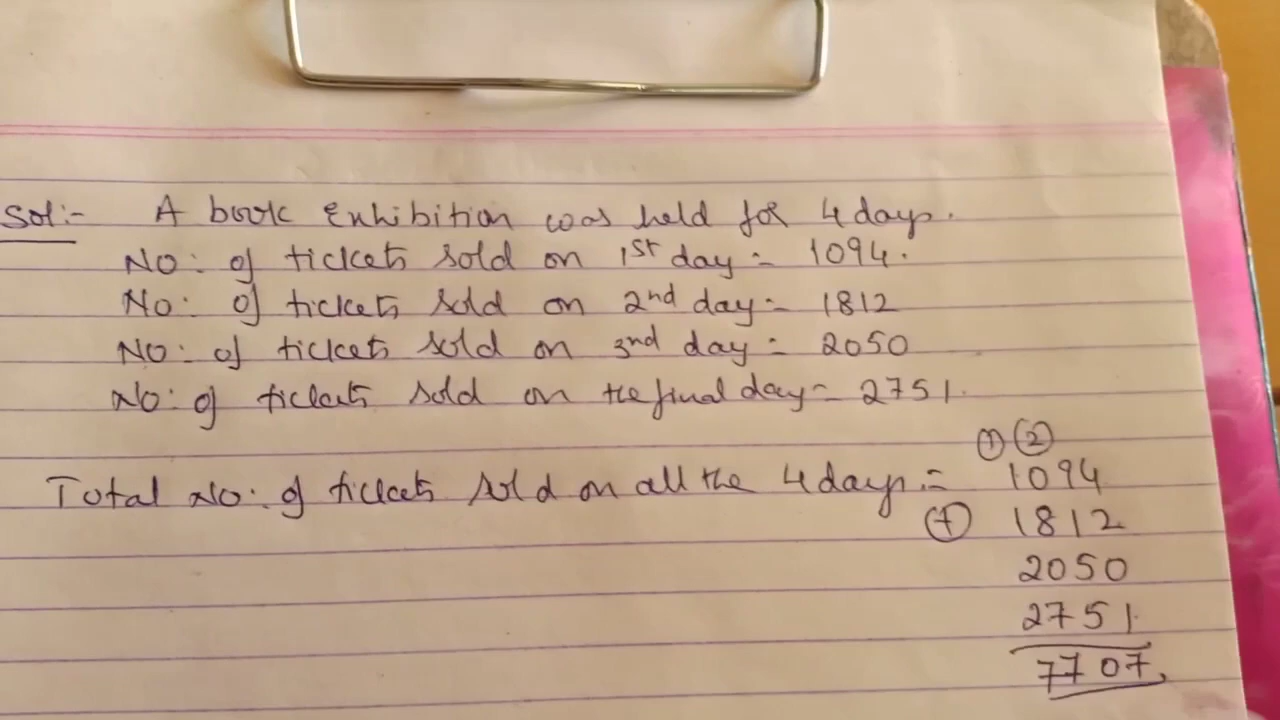 Sol:- A book Exhibition was held for 4 days.
No: of tickets sold on 1st day = 1094.
No: of tickets sold on 2nd day = 1812
No: of tickets sold on 3nd day = 2050
No: of tickets sold on the final day = 2751.
① ②
Total No: of tickets sold on all the 4 days = 1094
(+) 1812
2050
2751.
7707